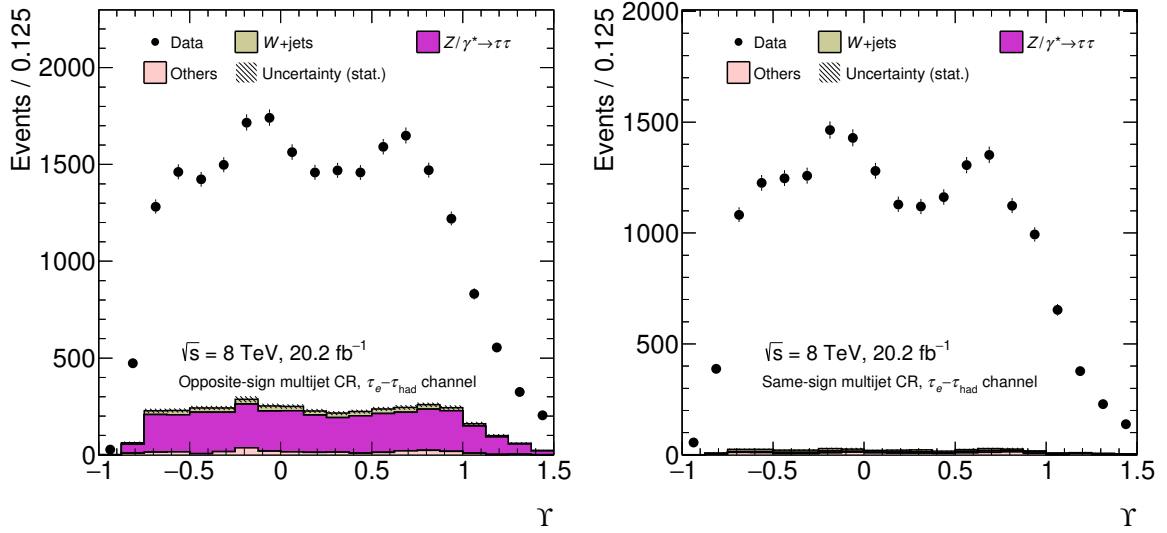 Events / 0.125
2000
1500
1000
500
0
Data
W+jets
Z/γ*→ττ
Others
Uncertainty (stat.)
√s = 8 TeV, 20.2 fb⁻¹
Opposite-sign multijet CR, τe−τhad channel
−1 −0.5 0 0.5 1 1.5
ϒ
Events / 0.125
2000
1500
1000
500
0
Data
W+jets
Z/γ*→ττ
Others
Uncertainty (stat.)
√s = 8 TeV, 20.2 fb⁻¹
Same-sign multijet CR, τe−τhad channel
−1 −0.5 0 0.5 1 1.5
ϒ